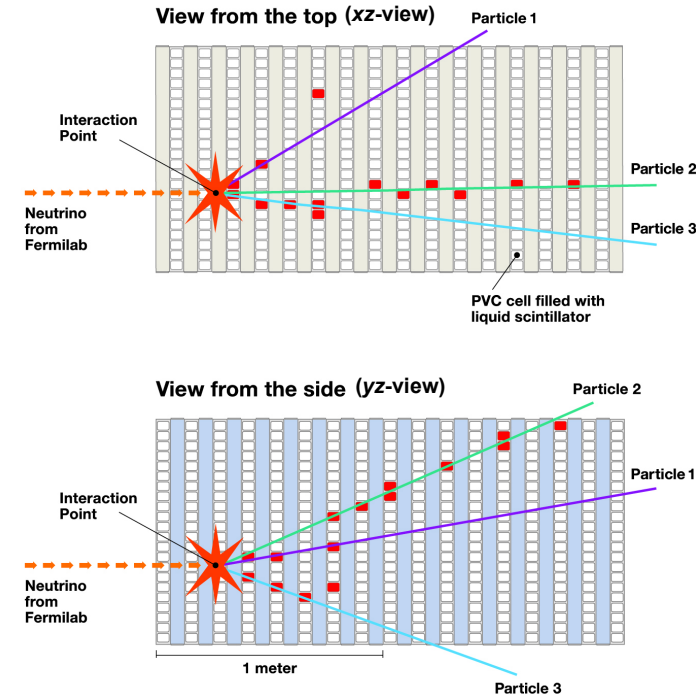 View from the top (xz-view)
Particle 1
Interaction
Point
Particle 2
Neutrino
from
Fermilab
Particle 3
PVC cell filled with
liquid scintillator
View from the side (yz-view)
Particle 2
Particle 1
Interaction
Point
Neutrino
from
Fermilab
1 meter
Particle 3